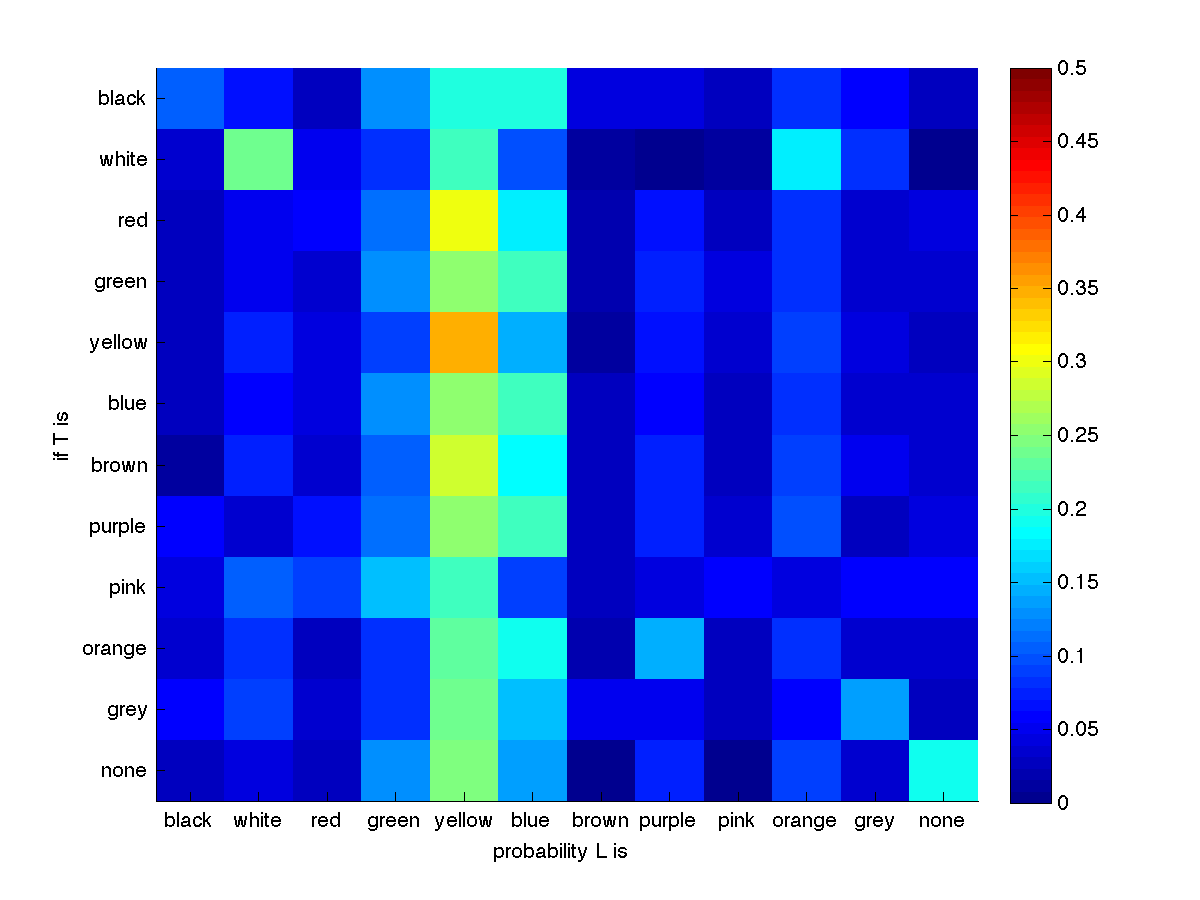 black
white
red
green
yellow
blue
brown
purple
pink
orange
grey
none
if T is
black white red green yellow blue brown purple pink orange grey none
probability L is
0.5
0.45
0.4
0.35
0.3
0.25
0.2
0.15
0.1
0.05
0